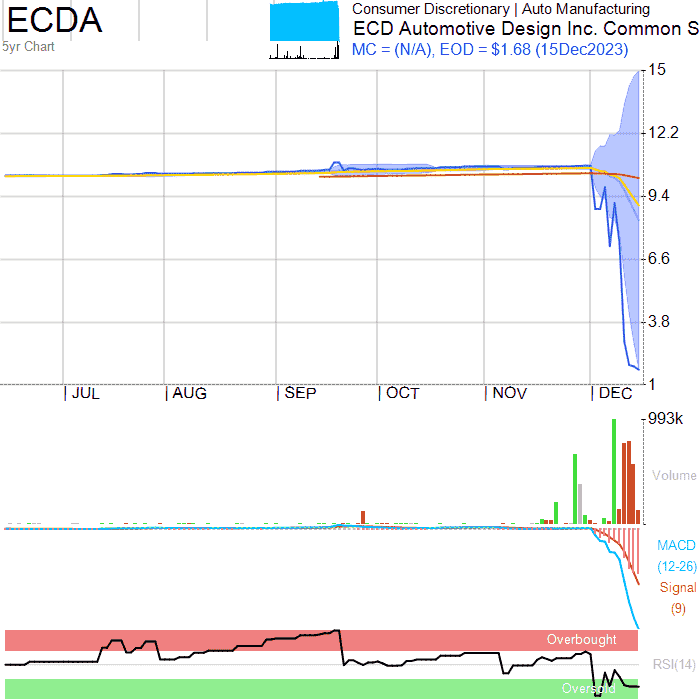 ECDA
5yr Chart
Consumer Discretionary | Auto Manufacturing
ECD Automotive Design Inc. Common S
MC = (N/A), EOD = $1.68 (15Dec2023)
15
12.2
9.4
6.6
3.8
1
JUL AUG SEP OCT NOV DEC
993k
Volume
MACD
(12-26)
Signal
(9)
Overbought
RSI(14)
Oversold